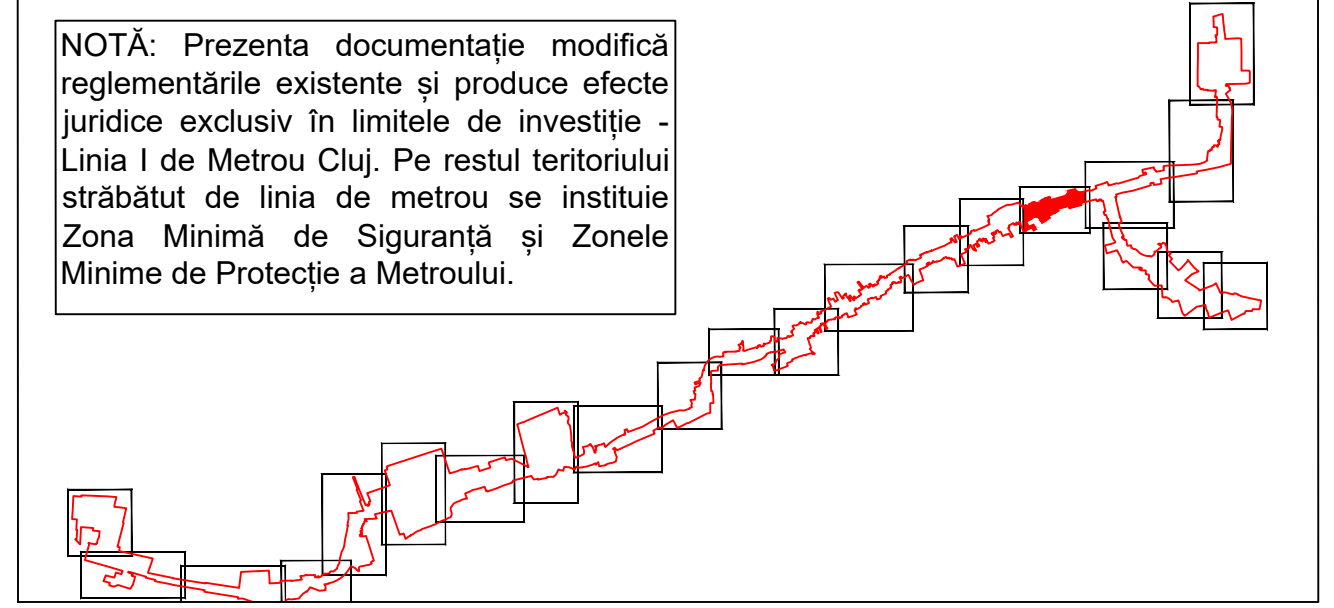 NOTĂ: Prezenta documentație modifică
reglementările existente și produce efecte
juridice exclusiv în limitele de investiție -
Linia I de Metrou Cluj. Pe restul teritoriului
străbătut de linia de metrou se instituie
Zona Minimă de Siguranță și Zonele
Minime de Protecție a Metroului.